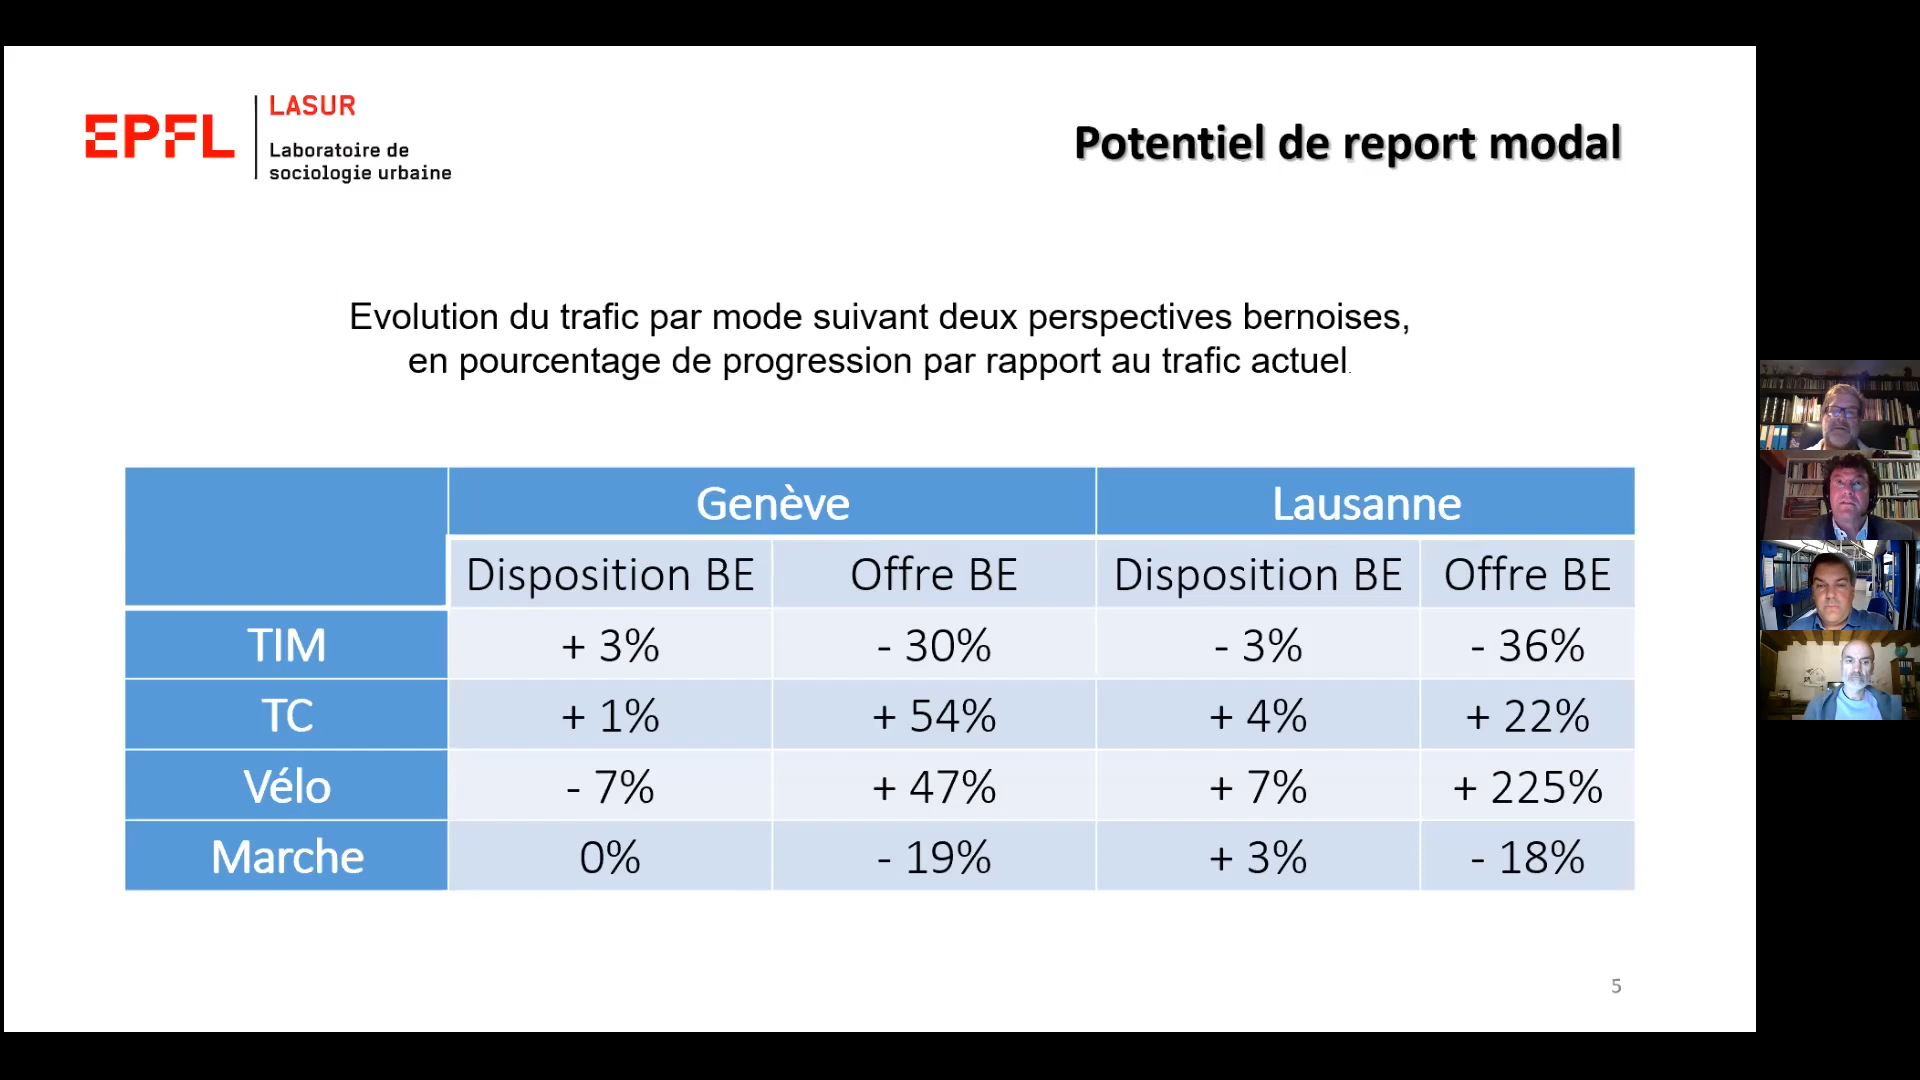 EPFL
LASUR
Laboratoire de
sociologie urbaine
Potentiel de report modal
Evolution du trafic par mode suivant deux perspectives bernoises,
en pourcentage de progression par rapport au trafic actuel.
Genève Lausanne
Disposition BE Offre BE Disposition BE Offre BE
TIM + 3% - 30% - 3% - 36%
TC + 1% + 54% + 4% + 22%
Vélo - 7% + 47% + 7% + 225%
Marche 0% - 19% + 3% - 18%
5